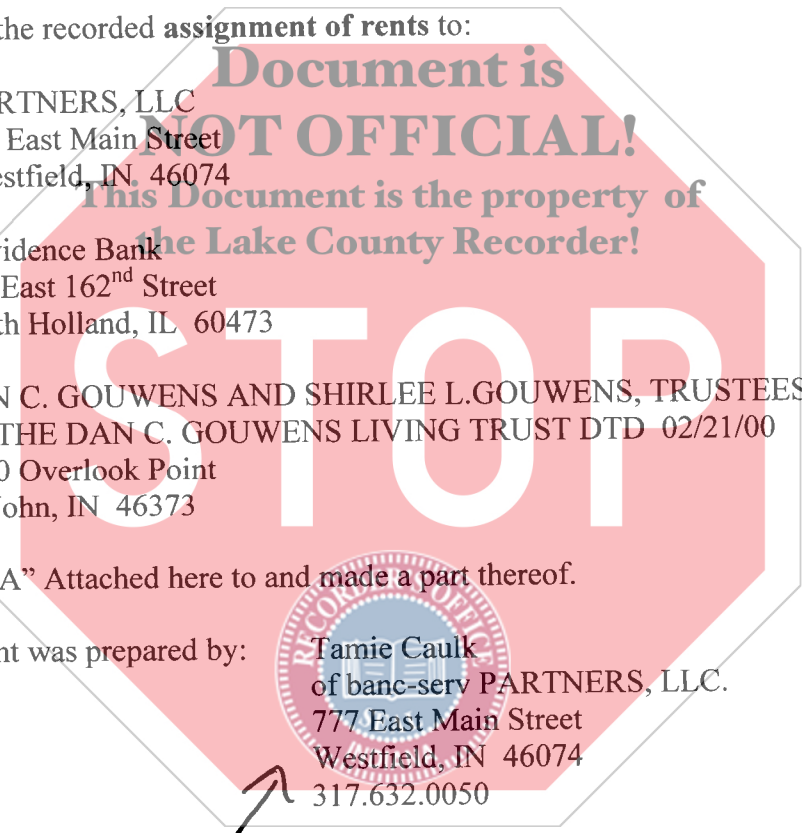 the recorded assignment of rents to:
Document is
NOT OFFICIAL!
This Document is the property of
the Lake County Recorder!
STOP
RTNERS, LLC
East Main Street
estfield, IN 46074
vidence Bank
East 162nd Street
th Holland, IL 60473
N C. GOUWENS AND SHIRLEE L.GOUWENS, TRUSTEES
THE DAN C. GOUWENS LIVING TRUST DTD 02/21/00
0 Overlook Point
John, IN 46373
A” Attached here to and made a part thereof.
nt was prepared by: Tamie Caulk
of banc-serv PARTNERS, LLC.
777 East Main Street
Westfield, IN 46074
317.632.0050
RECORDER'S OFFICE